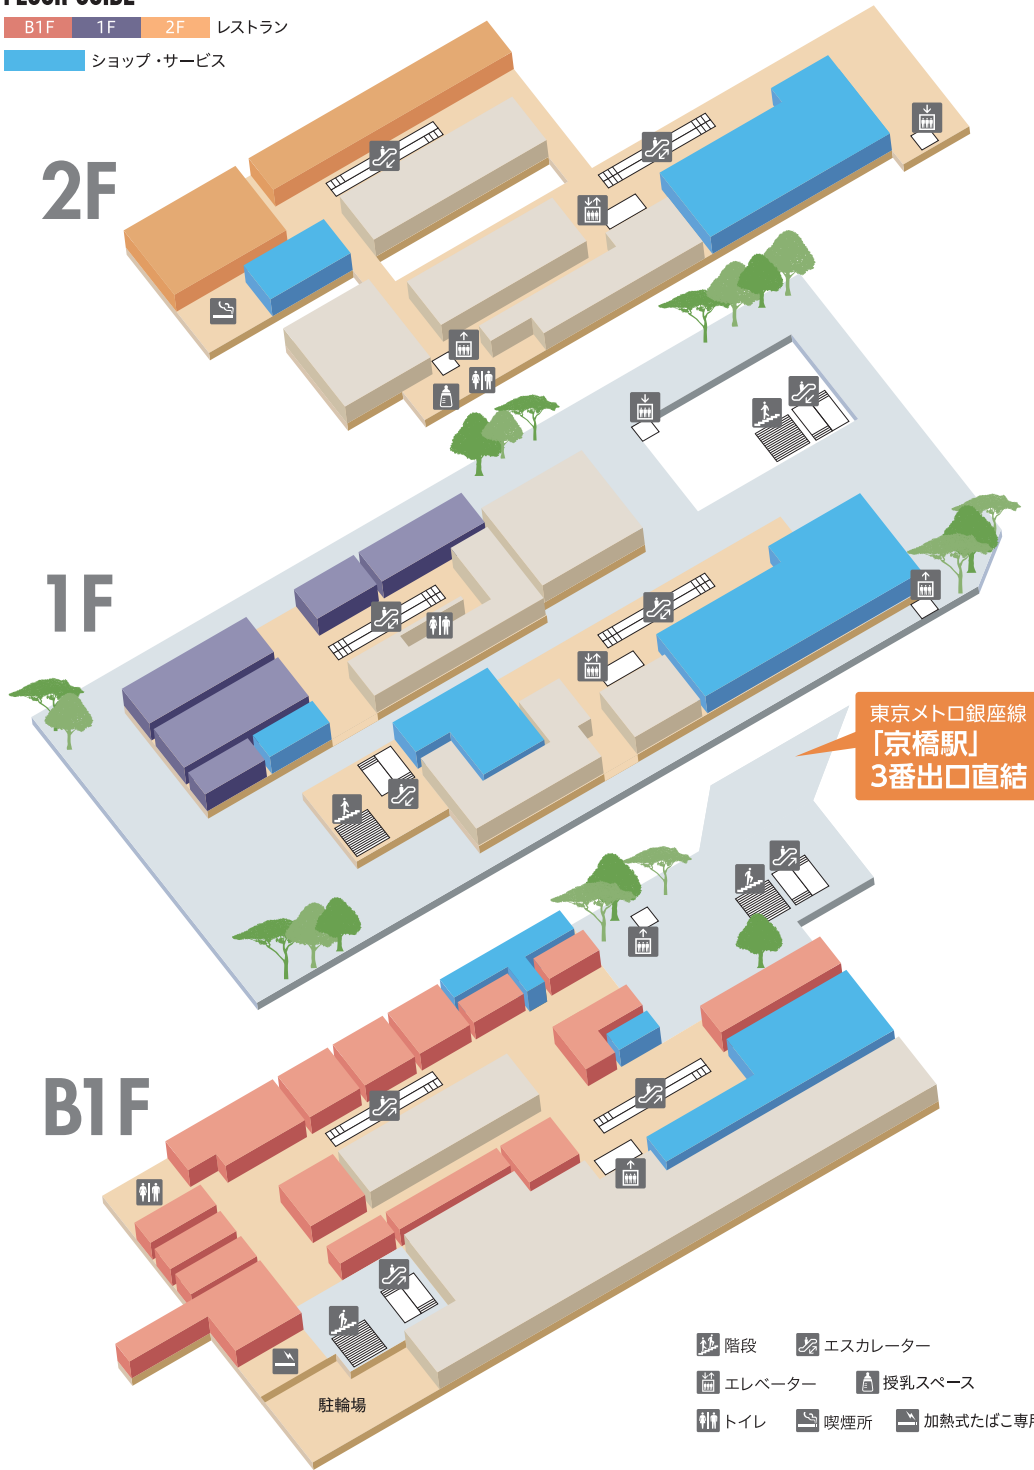 FLOOR GUIDE
B1F 1F 2F レストラン
ショップ・サービス
2F
1F
東京メトロ銀座線
「京橋駅」
3番出口直結
B1F
駐輪場
階段 エスカレーター
エレベーター 授乳スペース
トイレ 喫煙所 加熱式たばこ専用